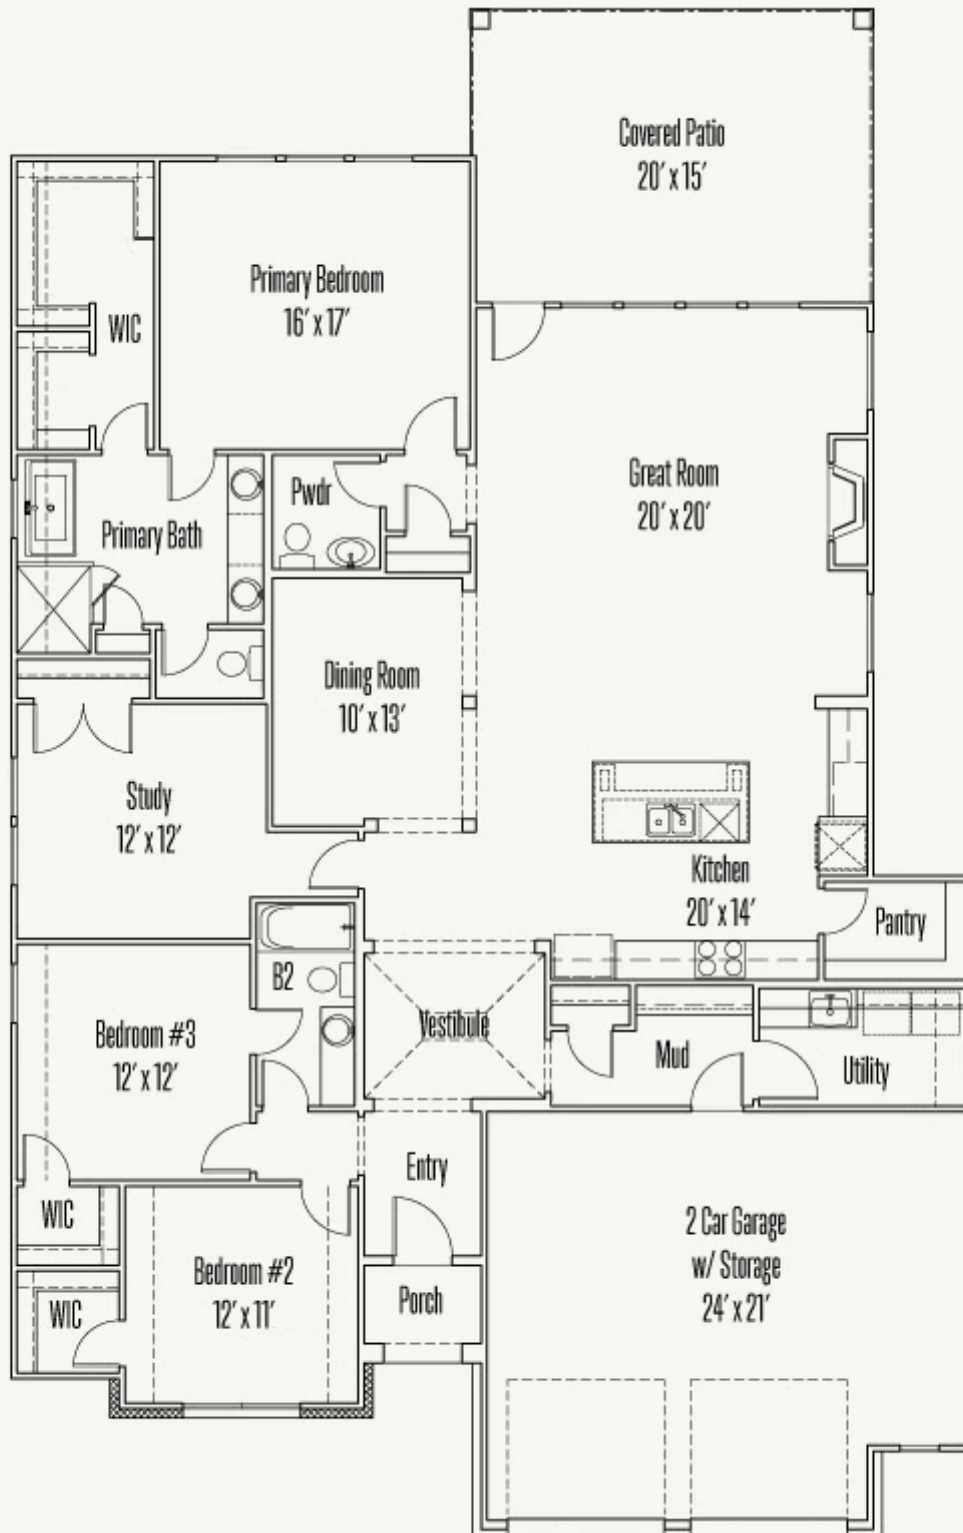 Covered Patio
20' x 15'
Primary Bedroom
16' x 17'
WIC
Great Room
20' x 20'
Pwdr
Primary Bath
Dining Room
10' x 13'
Study
12' x 12'
Kitchen
20' x 14'
Pantry
B2
Vestibule
Bedroom #3
12' x 12'
Mud
Utility
Entry
WIC
2 Car Garage
w/ Storage
24' x 21'
Bedroom #2
12' x 11'
WIC
Porch